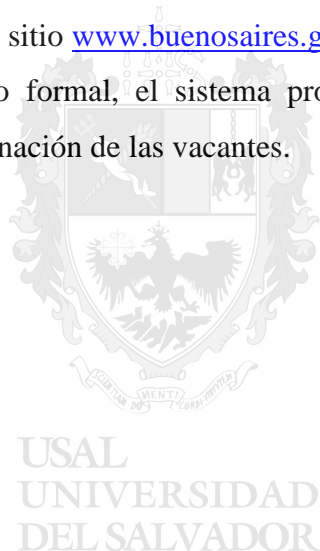 sitio www.buenosaires.g
o formal, el sistema pro
nación de las vacantes.
USAL
UNIVERSIDAD
DEL SALVADOR